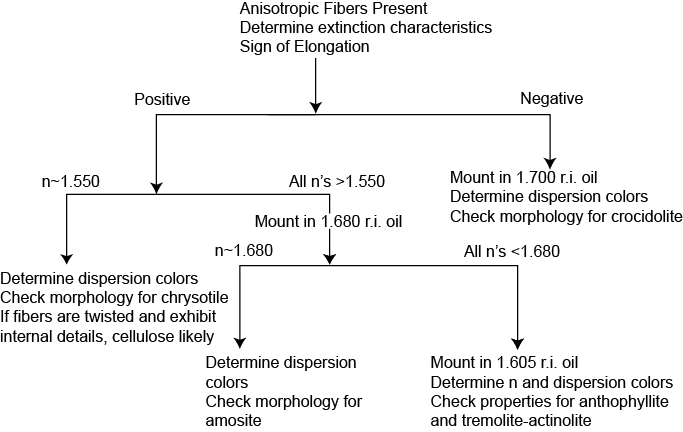 Anisotropic Fibers Present
Determine extinction characteristics
Sign of Elongation
Positive
Negative
n~1.550
All n's >1.550
Mount in 1.700 r.i. oil
Determine dispersion colors
Check morphology for crocidolite
Mount in 1.680 r.i. oil
n~1.680
All n's <1.680
Determine dispersion colors
Check morphology for chrysotile
If fibers are twisted and exhibit
internal details, cellulose likely
Determine dispersion
colors
Check morphology for
amosite
Mount in 1.605 r.i. oil
Determine n and dispersion colors
Check properties for anthophyllite
and tremolite-actinolite